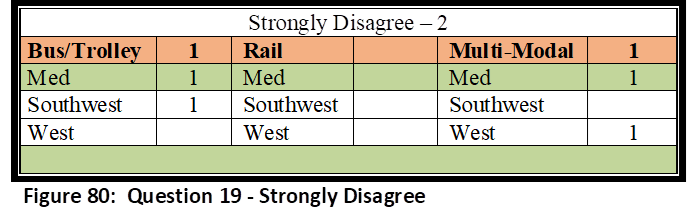 Strongly Disagree – 2
Bus/Trolley 1 Rail Multi-Modal 1
Med 1 Med Med 1
Southwest 1 Southwest Southwest
West West West 1
Figure 80: Question 19 - Strongly Disagree